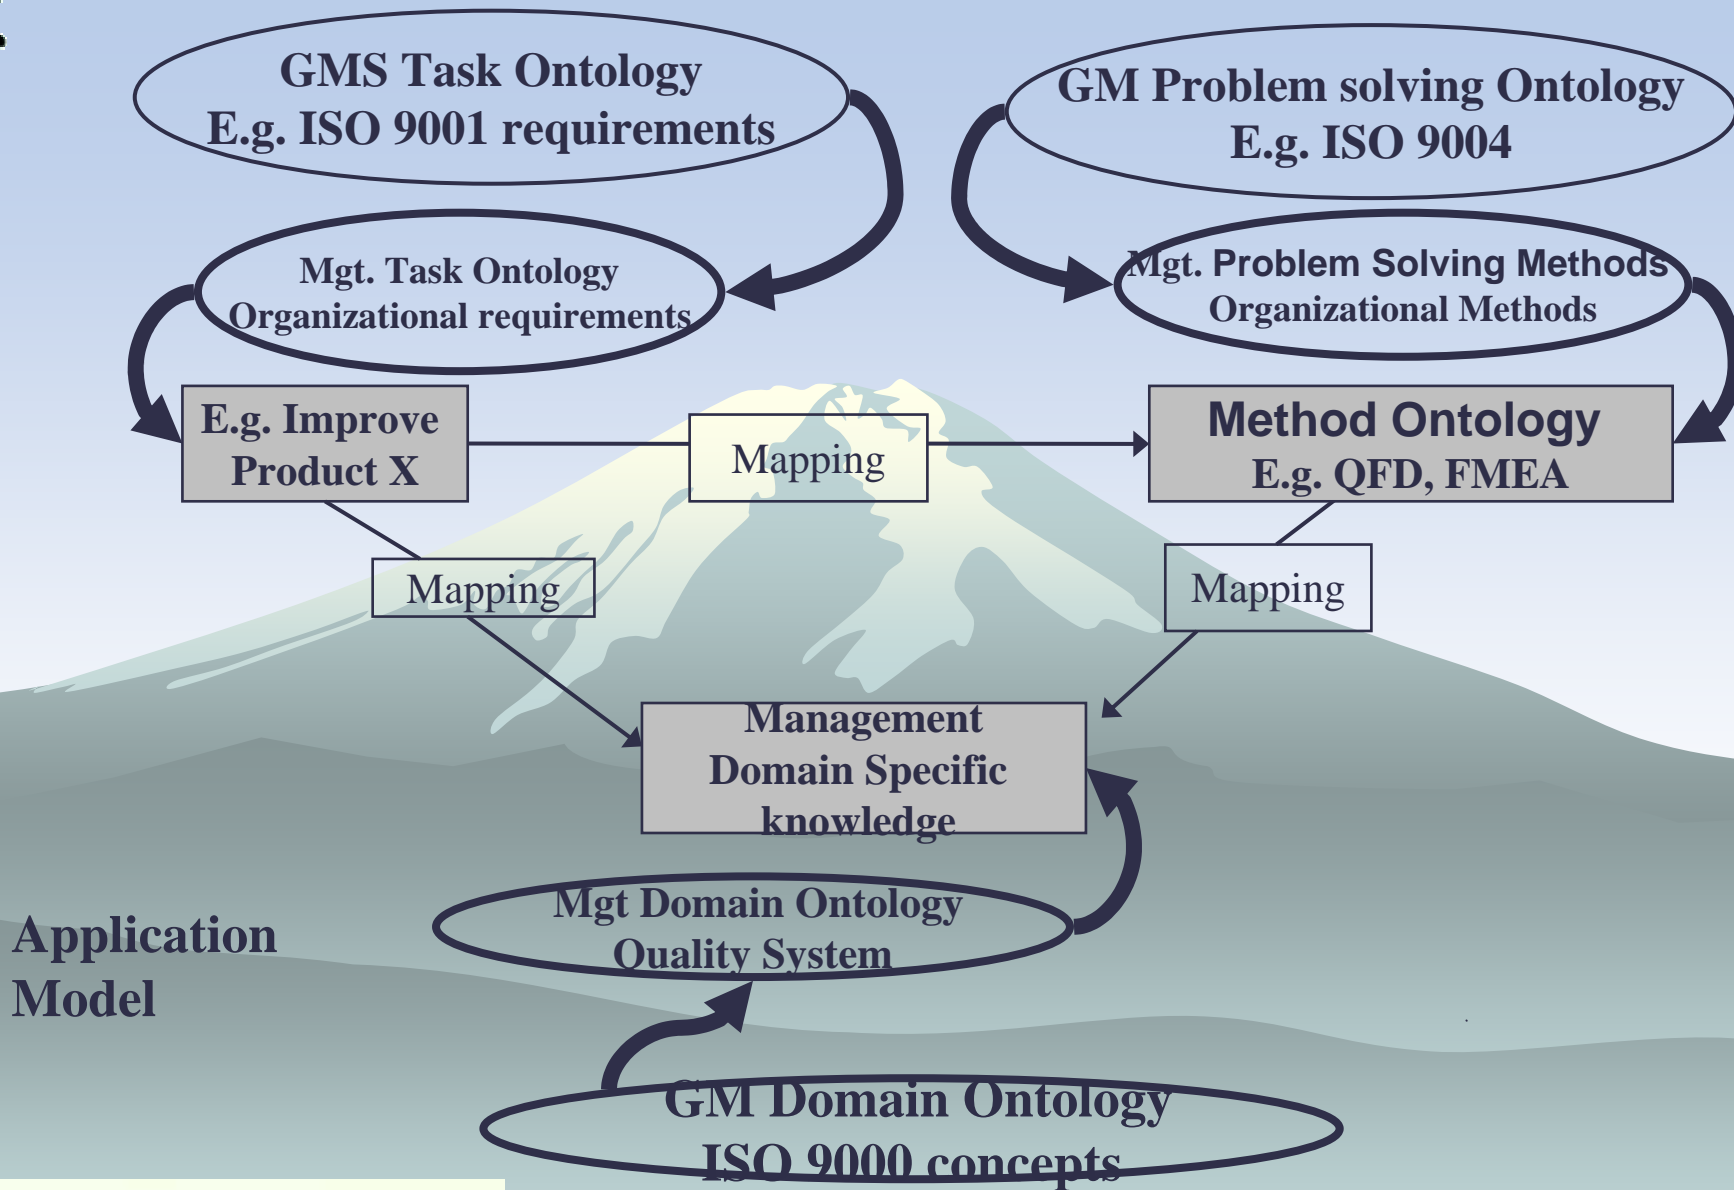 GMS Task Ontology
E.g. ISO 9001 requirements
GM Problem solving Ontology
E.g. ISO 9004
Mgt. Task Ontology
Organizational requirements
Mgt. Problem Solving Methods
Organizational Methods
E.g. Improve
Product X
Mapping
Method Ontology
E.g. QFD, FMEA
Mapping
Mapping
Management
Domain Specific
knowledge
Mgt Domain Ontology
Quality System
Application
Model
GM Domain Ontology
ISO 9000 concepts